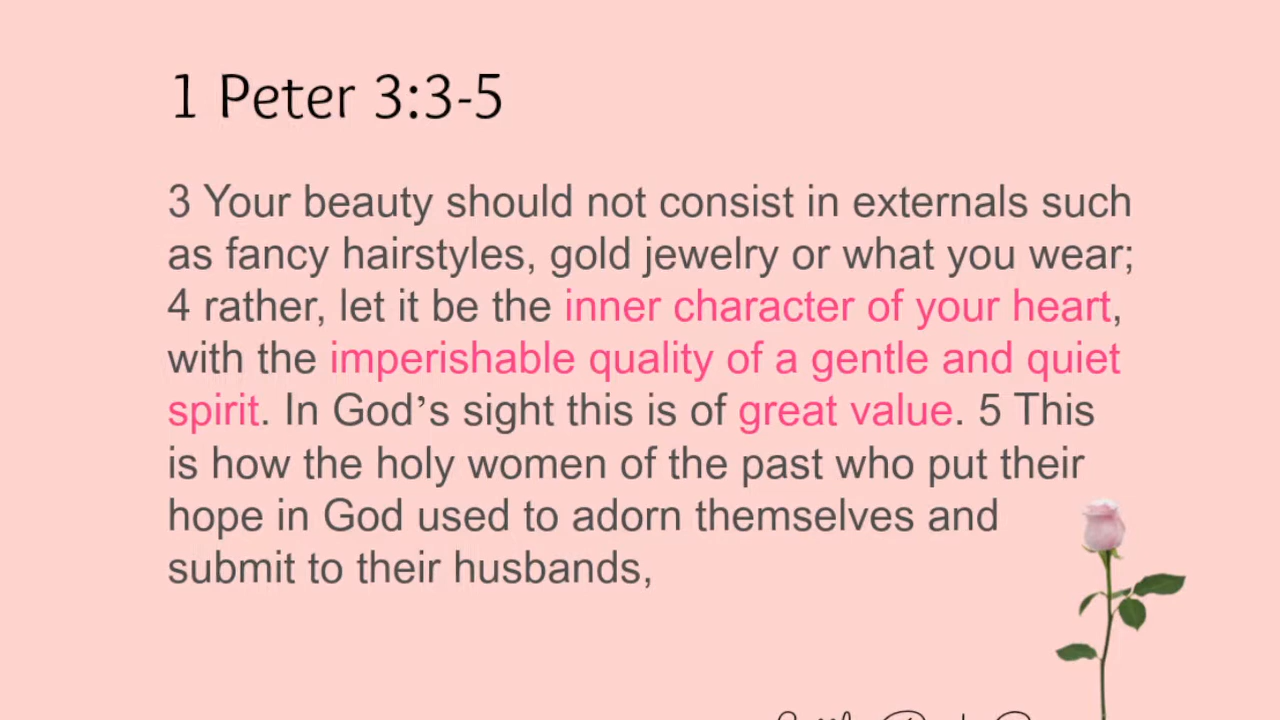 1 Peter 3:3-5
3 Your beauty should not consist in externals such
as fancy hairstyles, gold jewelry or what you wear;
4 rather, let it be the inner character of your heart,
with the imperishable quality of a gentle and quiet
spirit. In God’s sight this is of great value. 5 This
is how the holy women of the past who put their
hope in God used to adorn themselves and
submit to their husbands,